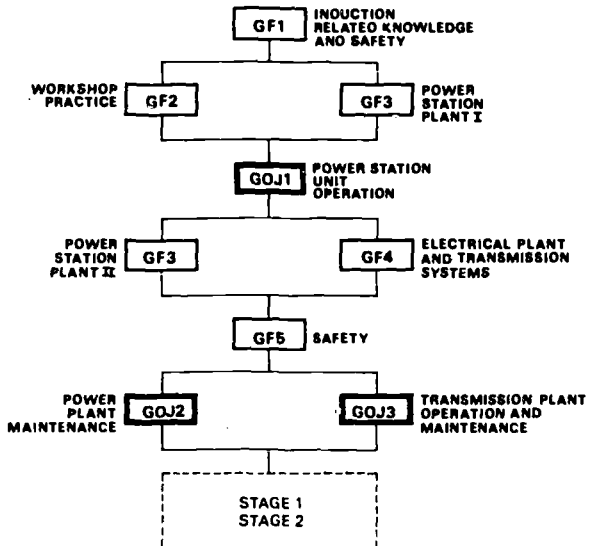 GF1
INDUCTION
RELATEO KNOWLEDGE
AND SAFETY
WORKSHOP
PRACTICE
GF2
GF3
POWER
STATION
PLANT I
GOJ1
POWER STATION
UNIT
OPERATION
POWER
STATION
PLANT II
GF3
GF4
ELECTRICAL PLANT
AND TRANSMISSION
SYSTEMS
GF5
SAFETY
POWER
PLANT
MAINTENANCE
GOJ2
GOJ3
TRANSMISSION PLANT
OPERATION AND
MAINTENANCE
STAGE 1
STAGE 2